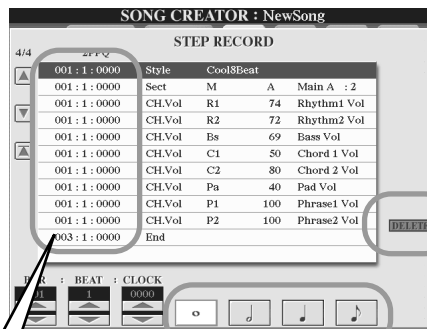 SONG CREATOR : NewSong
STEP RECORD
4/4
2PPQ
001 : 1 : 0000 Style Cool8Beat
001 : 1 : 0000 Sect M A Main A : 2
001 : 1 : 0000 CH.Vol R1 74 Rhythm1 Vol
001 : 1 : 0000 CH.Vol R2 72 Rhythm2 Vol
001 : 1 : 0000 CH.Vol Bs 69 Bass Vol
001 : 1 : 0000 CH.Vol C1 50 Chord 1 Vol
001 : 1 : 0000 CH.Vol C2 80 Chord 2 Vol
001 : 1 : 0000 CH.Vol Pa 40 Pad Vol
001 : 1 : 0000 CH.Vol P1 100 Phrase1 Vol
001 : 1 : 0000 CH.Vol P2 100 Phrase2 Vol
003 : 1 : 0000 End
DELETE
: BEAT : CLOCK
1 0000